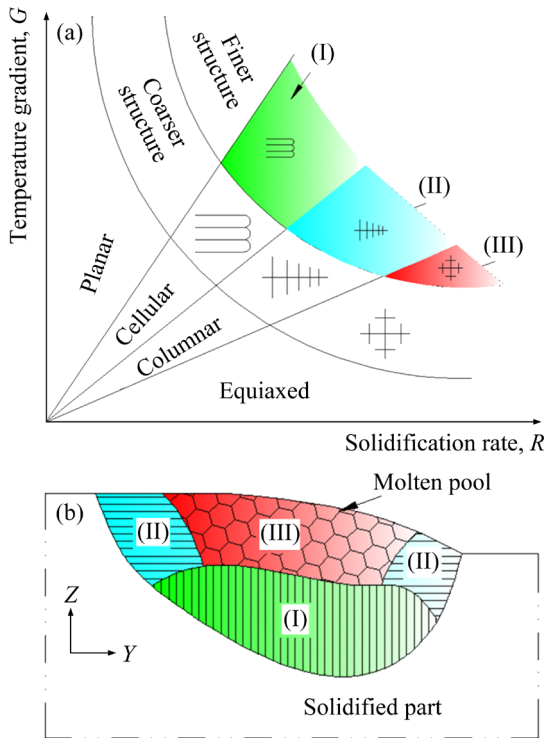 Temperature gradient, G
(a)
Finer
structure
Coarser
structure
(I)
(II)
(III)
Planar
Cellular
Columnar
Equiaxed
Solidification rate, R
(b)
Molten pool
(II)
(III)
(II)
(I)
Z
Y
Solidified part